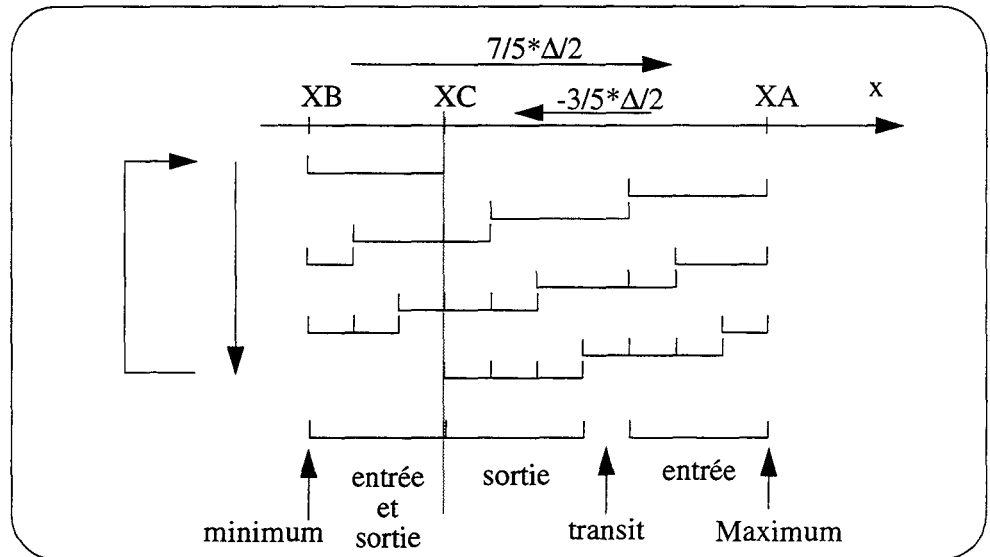 7/5*Δ/2
XB XC -3/5*Δ/2 XA x
entrée et sortie
sortie
entrée
minimum
transit
Maximum